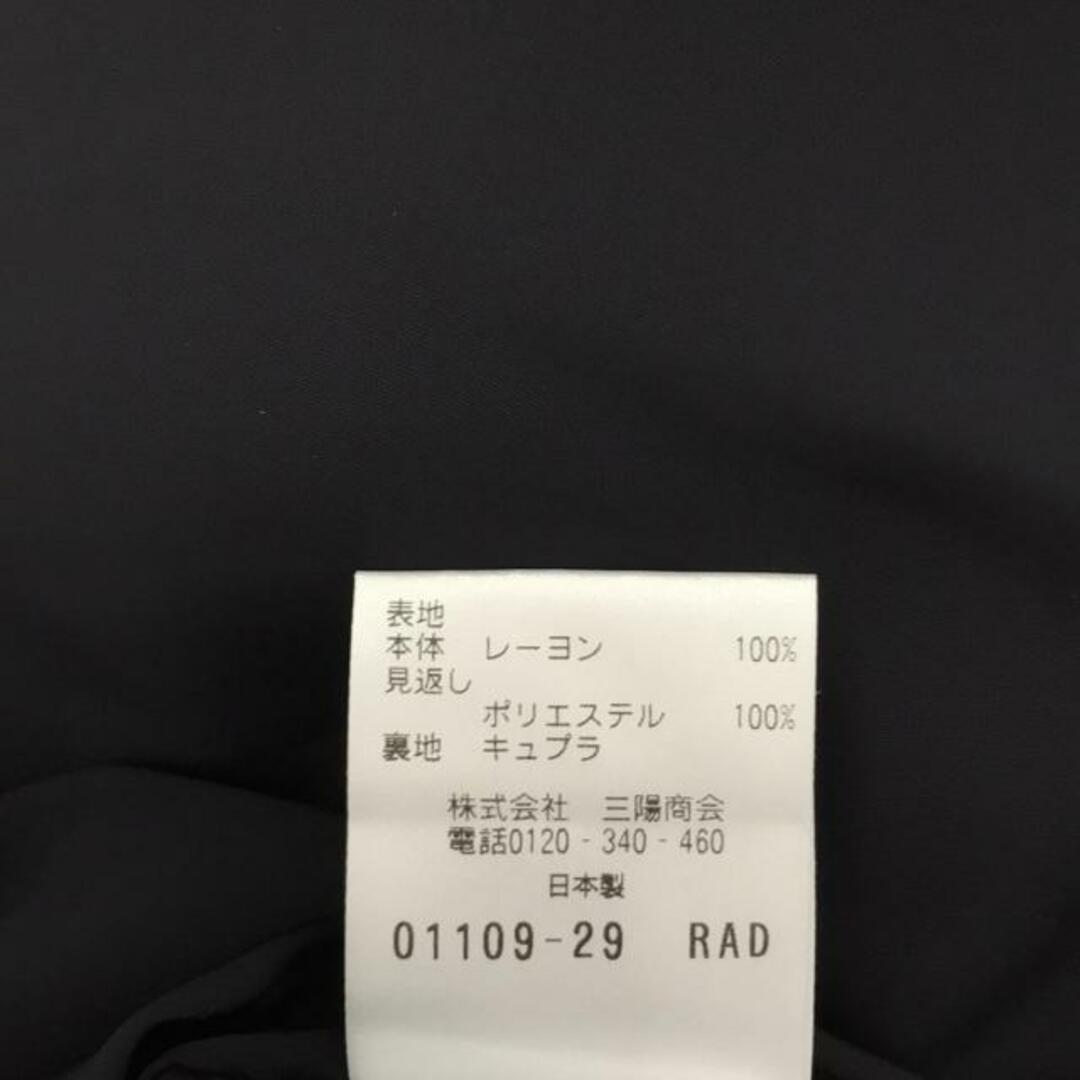 表地
本体 レーヨン 100%
見返し
ポリエステル 100%
裏地 キュプラ
株式会社 三陽商会
電話0120-340-460
日本製
01109-29 RAD